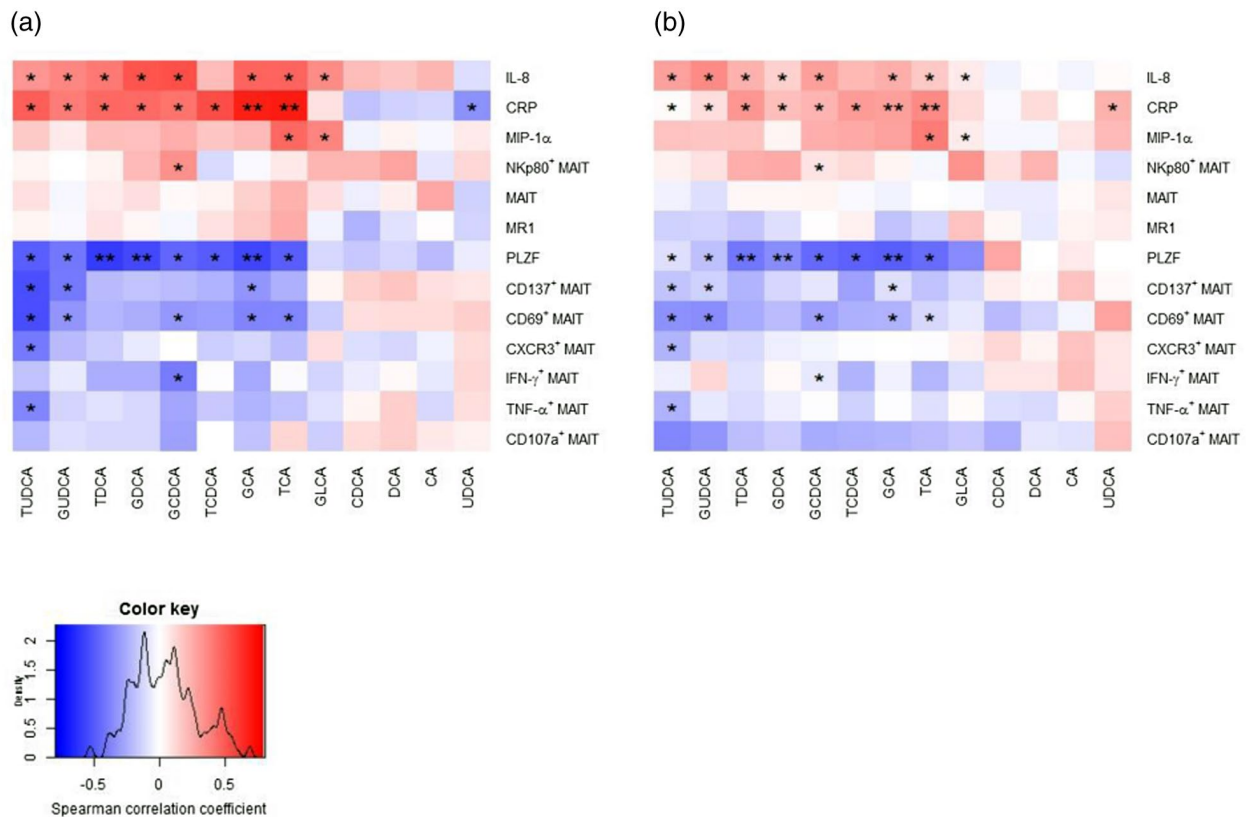 (a)
(b)
* * * * * * * * IL-8
* * * * * * ** ** * CRP
* * MIP-1α
* NKp80⁺ MAIT
MAIT
MR1
* * ** ** * * ** * PLZF
* * * CD137⁺ MAIT
* * * * * CD69⁺ MAIT
* CXCR3⁺ MAIT
* IFN-γ⁺ MAIT
* TNF-α⁺ MAIT
CD107a⁺ MAIT
TUDCA GUDCA TDCA GDCA GCDCA TCDCA GCA TCA GLCA CDCA DCA CA UDCA
* * * * * * * * IL-8
* * * * * * ** ** * CRP
* * MIP-1α
* NKp80⁺ MAIT
MAIT
MR1
* * ** ** * * ** * PLZF
* * * CD137⁺ MAIT
* * * * * CD69⁺ MAIT
* CXCR3⁺ MAIT
* IFN-γ⁺ MAIT
* TNF-α⁺ MAIT
CD107a⁺ MAIT
TUDCA GUDCA TDCA GDCA GCDCA TCDCA GCA TCA GLCA CDCA DCA CA UDCA
Color key
Density
2
1.5
1
0.5
0
-0.5 0 0.5
Spearman correlation coefficient